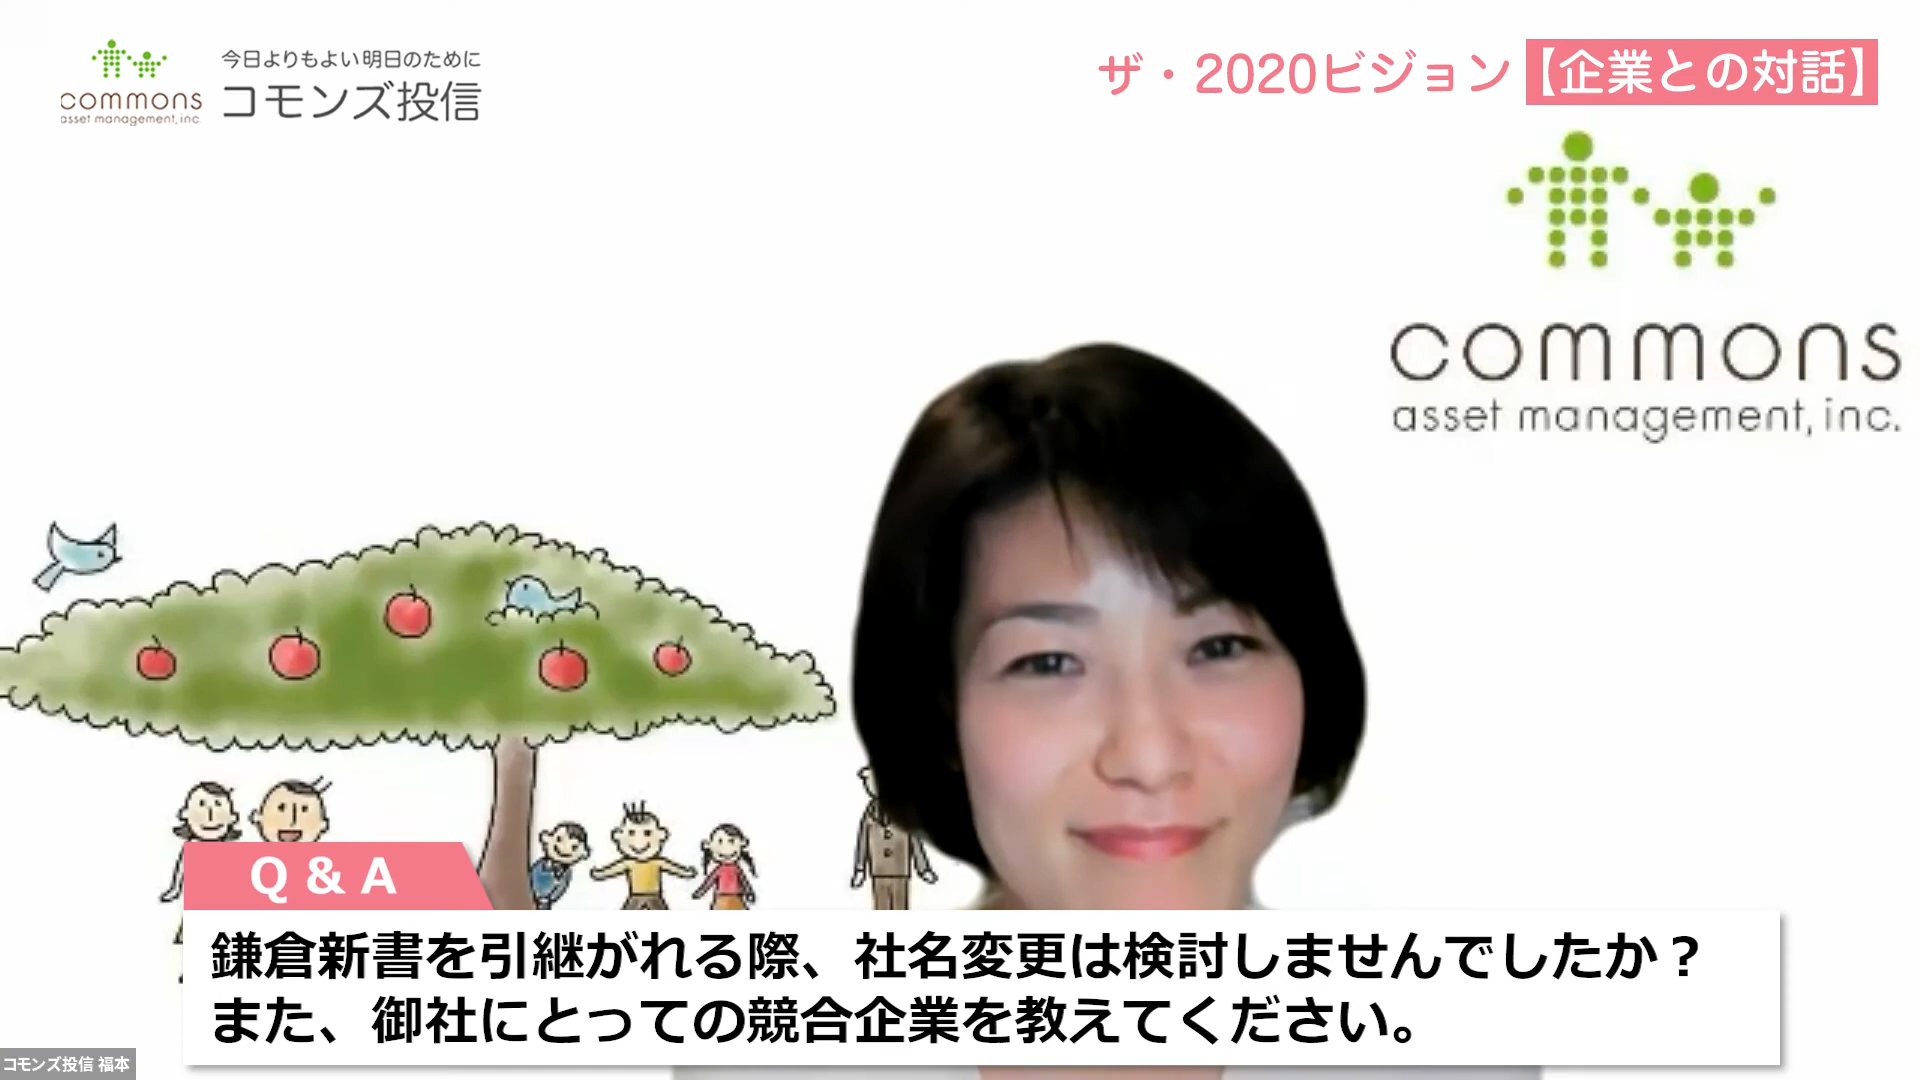 commons
asset management, inc.
今日よりもよい明日のために
コモンズ投信
ザ・2020ビジョン【企業との対話】
commons
asset management, inc.
Q & A
鎌倉新書を引継がれる際、社名変更は検討しませんでしたか？
また、御社にとっての競合企業を教えてください。
コモンズ投信 福本